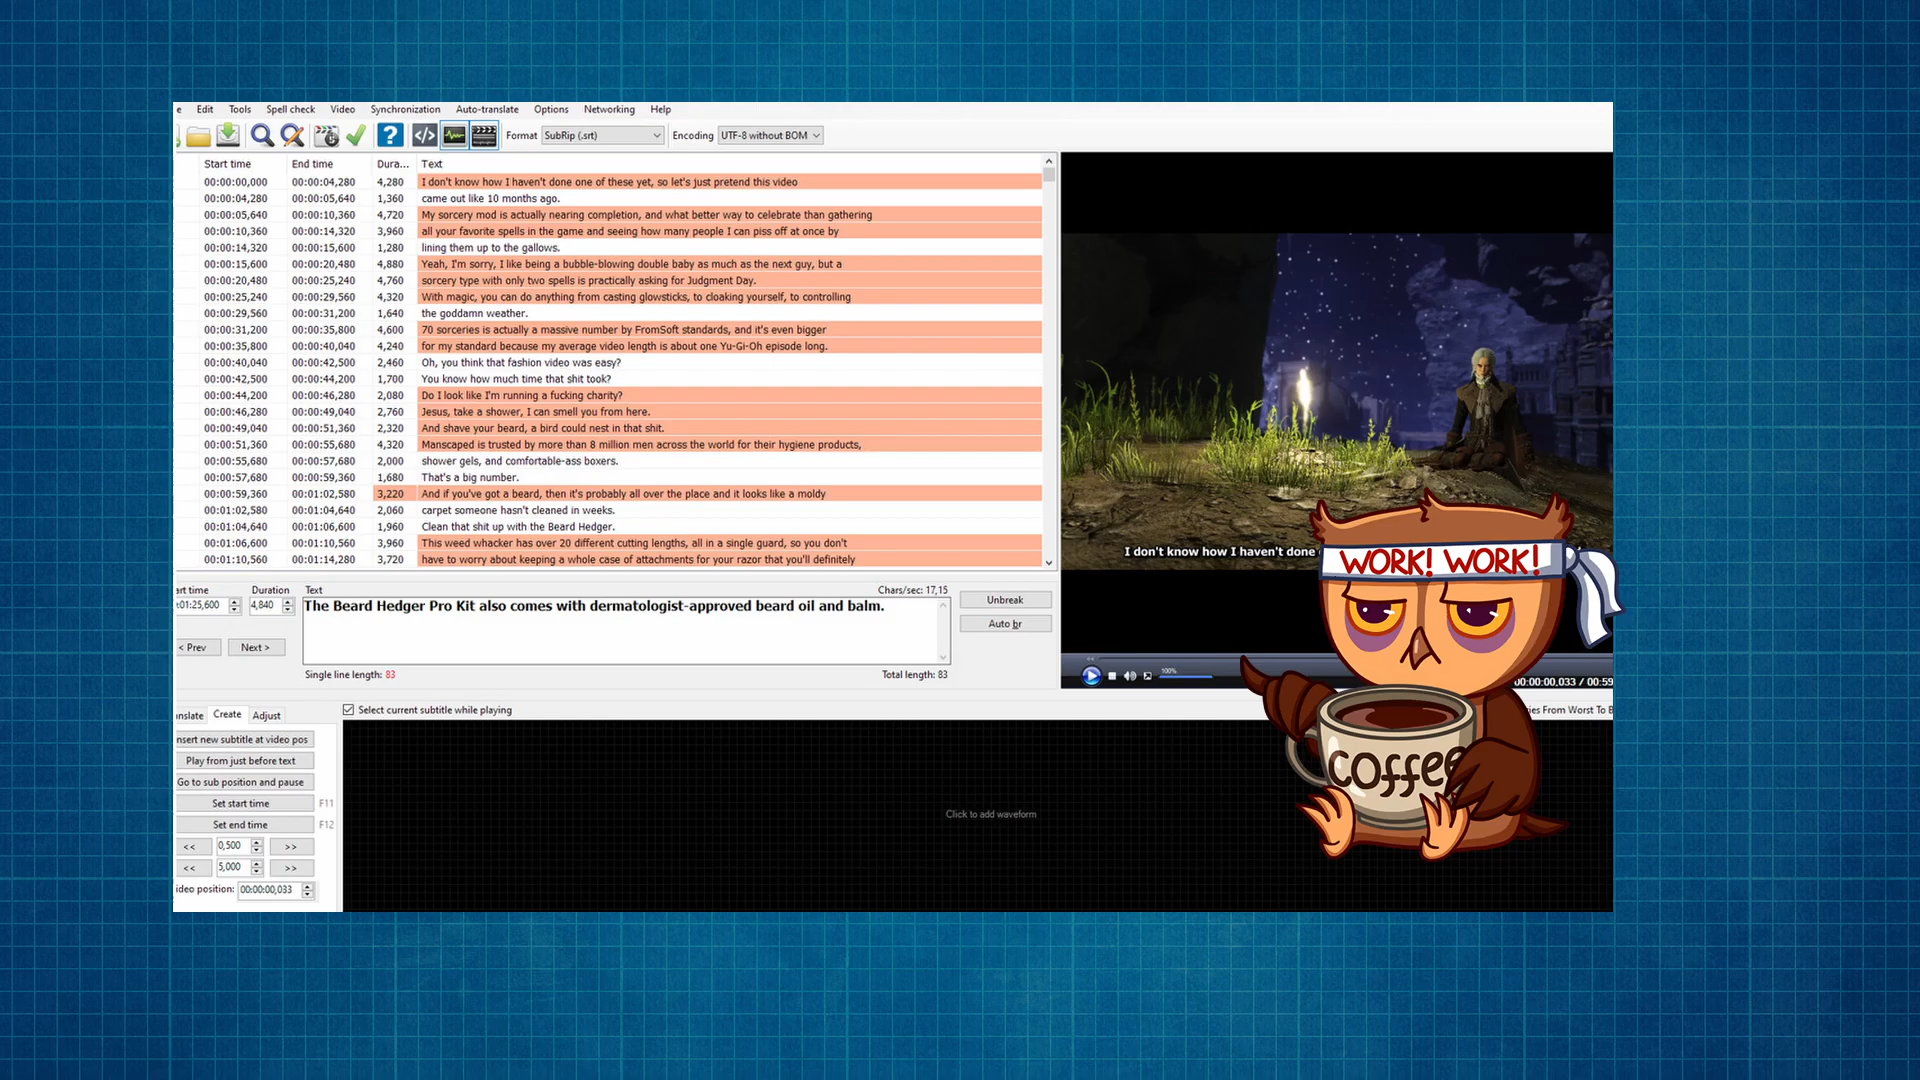 e Edit Tools Spell check Video Synchronization Auto-translate Options Networking Help
Format SubRip (.srt) Encoding UTF-8 without BOM
Start time End time Dura... Text
00:00:00,000 00:00:04,280 4,280 I don't know how I haven't done one of these yet, so let's just pretend this video
00:00:04,280 00:00:05,640 1,360 came out like 10 months ago.
00:00:05,640 00:00:10,360 4,720 My sorcery mod is actually nearing completion, and what better way to celebrate than gathering
00:00:10,360 00:00:14,320 3,960 all your favorite spells in the game and seeing how many people I can piss off at once by
00:00:14,320 00:00:15,600 1,280 lining them up to the gallows.
00:00:15,600 00:00:20,480 4,880 Yeah, I'm sorry, I like being a bubble-blowing double baby as much as the next guy, but a
00:00:20,480 00:00:25,240 4,760 sorcery type with only two spells is practically asking for Judgment Day.
00:00:25,240 00:00:29,560 4,320 With magic, you can do anything from casting glowsticks, to cloaking yourself, to controlling
00:00:29,560 00:00:31,200 1,640 the goddamn weather.
00:00:31,200 00:00:35,800 4,600 70 sorceries is actually a massive number by FromSoft standards, and it's even bigger
00:00:35,800 00:00:40,040 4,240 for my standard because my average video length is about one Yu-Gi-Oh episode long.
00:00:40,040 00:00:42,500 2,460 Oh, you think that fashion video was easy?
00:00:42,500 00:00:44,200 1,700 You know how much time that shit took?
00:00:44,200 00:00:46,280 2,080 Do I look like I'm running a fucking charity?
00:00:46,280 00:00:49,040 2,760 Jesus, take a shower, I can smell you from here.
00:00:49,040 00:00:51,360 2,320 And shave your beard, a bird could nest in that shit.
00:00:51,360 00:00:55,680 4,320 Manscaped is trusted by more than 8 million men across the world for their hygiene products,
00:00:55,680 00:00:57,680 2,000 shower gels, and comfortable-ass boxers.
00:00:57,680 00:00:59,360 1,680 That's a big number.
00:00:59,360 00:01:02,580 3,220 And if you've got a beard, then it's probably all over the place and it looks like a moldy
00:01:02,580 00:01:04,640 2,060 carpet someone hasn't cleaned in weeks.
00:01:04,640 00:01:06,600 1,960 Clean that shit up with the Beard Hedger.
00:01:06,600 00:01:10,560 3,960 This weed whacker has over 20 different cutting lengths, all in a single guard, so you don't
00:01:10,560 00:01:14,280 3,720 have to worry about keeping a whole case of attachments for your razor that you'll definitely
I don't know how I haven't done
WORK! WORK!
art time Duration Text Chars/sec: 17,15
:01:25,600 4,840 The Beard Hedger Pro Kit also comes with dermatologist-approved beard oil and balm.
Unbreak
Auto br
< Prev Next >
Single line length: 83 Total length: 83
100%
00:00:00,033 / 00:59
coffee
anslate Create Adjust
Select current subtitle while playing
ies From Worst To B
nsert new subtitle at video pos
Play from just before text
Go to sub position and pause
Set start time F11
Set end time F12
<< 0,500 >>
<< 5,000 >>
ideo position: 00:00:00,033
Click to add waveform